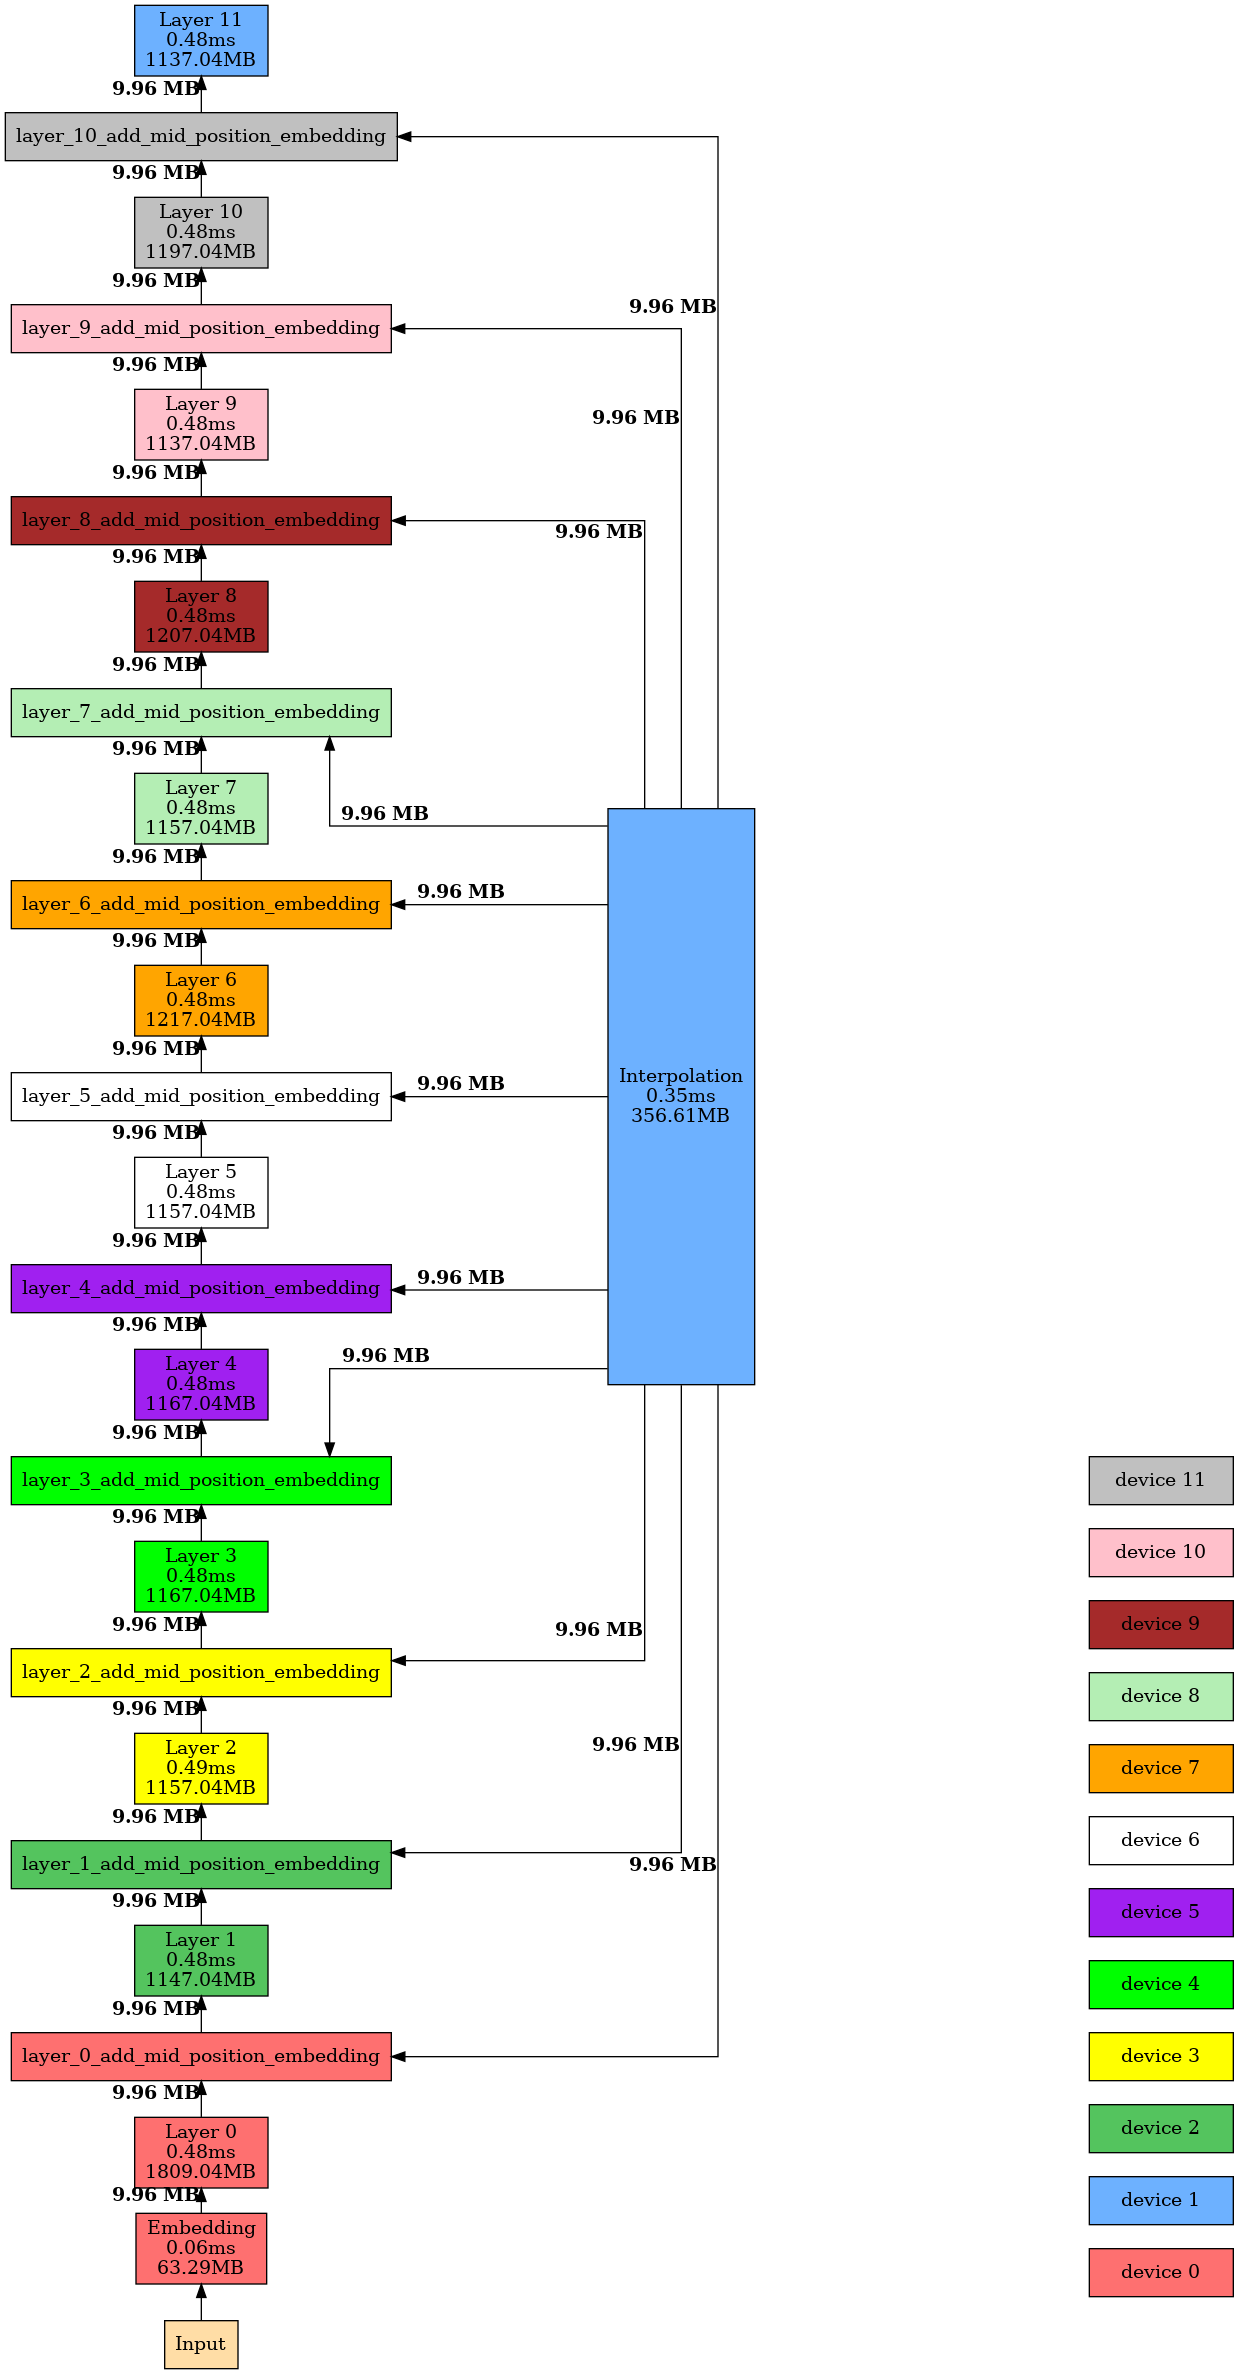 Layer 11
0.48ms
1137.04MB
9.96 MB
layer_10_add_mid_position_embedding
9.96 MB
Layer 10
0.48ms
1197.04MB
9.96 MB
9.96 MB
layer_9_add_mid_position_embedding
9.96 MB
Layer 9
0.48ms
1137.04MB
9.96 MB
9.96 MB
layer_8_add_mid_position_embedding
9.96 MB
9.96 MB
Layer 8
0.48ms
1207.04MB
9.96 MB
layer_7_add_mid_position_embedding
9.96 MB
Layer 7
0.48ms
1157.04MB
9.96 MB
9.96 MB
layer_6_add_mid_position_embedding
9.96 MB
9.96 MB
Layer 6
0.48ms
1217.04MB
9.96 MB
Interpolation
0.35ms
356.61MB
layer_5_add_mid_position_embedding
9.96 MB
9.96 MB
Layer 5
0.48ms
1157.04MB
9.96 MB
layer_4_add_mid_position_embedding
9.96 MB
9.96 MB
Layer 4
0.48ms
1167.04MB
9.96 MB
9.96 MB
layer_3_add_mid_position_embedding
9.96 MB
Layer 3
0.48ms
1167.04MB
9.96 MB
9.96 MB
layer_2_add_mid_position_embedding
9.96 MB
Layer 2
0.49ms
1157.04MB
9.96 MB
9.96 MB
layer_1_add_mid_position_embedding
9.96 MB
9.96 MB
Layer 1
0.48ms
1147.04MB
9.96 MB
layer_0_add_mid_position_embedding
9.96 MB
Layer 0
0.48ms
1809.04MB
9.96 MB
Embedding
0.06ms
63.29MB
Input
device 11
device 10
device 9
device 8
device 7
device 6
device 5
device 4
device 3
device 2
device 1
device 0